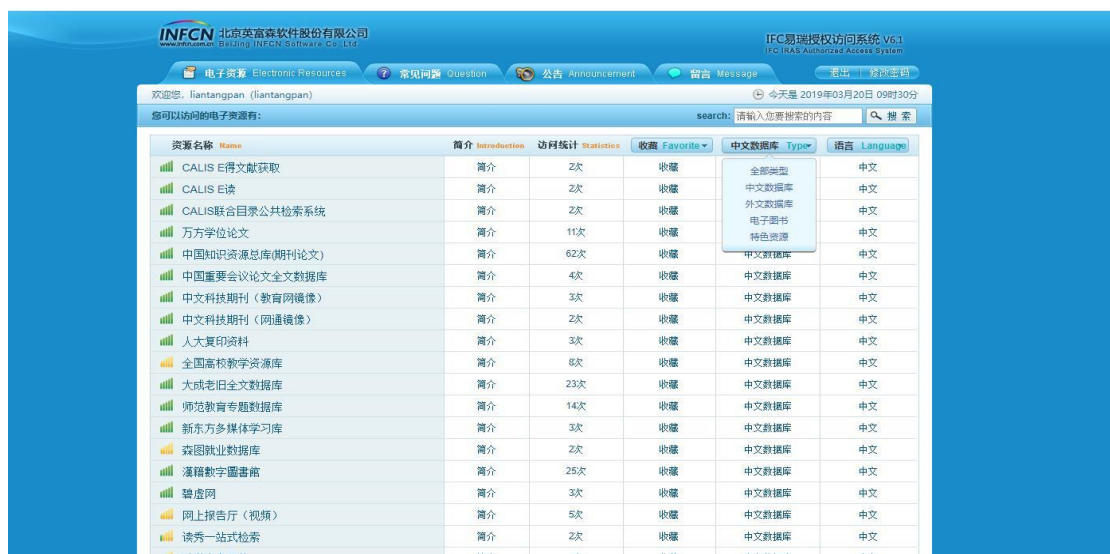 INFCN 北京英富森软件股份有限公司
www.infcn.com.cn BeiJing INFCN Software Co.,Ltd.
IFC易瑞授权访问系统 V6.1
IFC IRAS Authorized Access System
电子资源 Electronic Resources 常见问题 Question 公告 Announcement 留言 Message 退出 修改密码
欢迎您, liantangpan (liantangpan) 今天是 2019年03月20日 09时30分
您可以访问的电子资源有: search: 请输入您要搜索的内容 搜 索
资源名称 Name 简介 Introduction 访问统计 Statistics 收藏 Favorite 中文数据库 Type 语言 Language
CALIS E得文献获取 简介 2次 收藏 中文
CALIS E读 简介 2次 收藏 中文
CALIS联合目录公共检索系统 简介 2次 收藏 中文
万方学位论文 简介 11次 收藏 中文
全部类型
中文数据库
外文数据库
电子图书
特色资源
中国知识资源总库(期刊论文) 简介 62次 收藏 中文数据库 中文
中国重要会议论文全文数据库 简介 4次 收藏 中文数据库 中文
中文科技期刊（教育网镜像） 简介 3次 收藏 中文数据库 中文
中文科技期刊（网通镜像） 简介 2次 收藏 中文数据库 中文
人大复印资料 简介 3次 收藏 中文数据库 中文
全国高校教学资源库 简介 8次 收藏 中文数据库 中文
大成老旧全文数据库 简介 23次 收藏 中文数据库 中文
师范教育专题数据库 简介 14次 收藏 中文数据库 中文
新东方多媒体学习库 简介 3次 收藏 中文数据库 中文
森图就业数据库 简介 2次 收藏 中文数据库 中文
漢籍數字圖書館 简介 25次 收藏 中文数据库 中文
碧虚网 简介 3次 收藏 中文数据库 中文
网上报告厅（视频） 简介 5次 收藏 中文数据库 中文
读秀一站式检索 简介 2次 收藏 中文数据库 中文